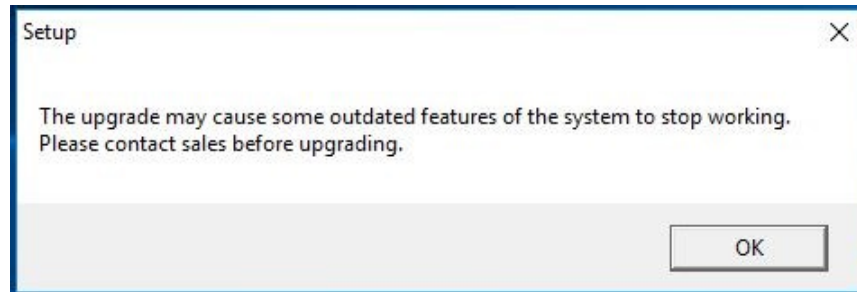 Setup
The upgrade may cause some outdated features of the system to stop working.
Please contact sales before upgrading.
OK